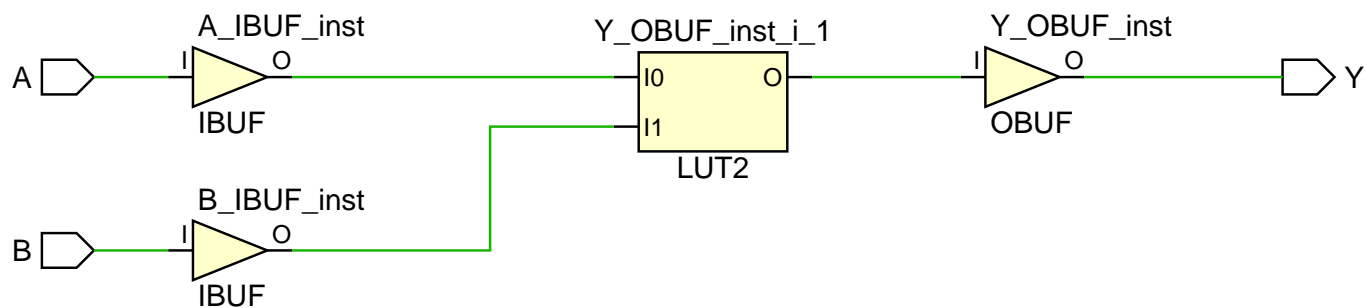 A_IBUF_inst
Y_OBUF_inst_i_1
Y_OBUF_inst
A
I
O
I0
O
I
O
Y
IBUF
I1
OBUF
LUT2
B_IBUF_inst
B
I
O
IBUF